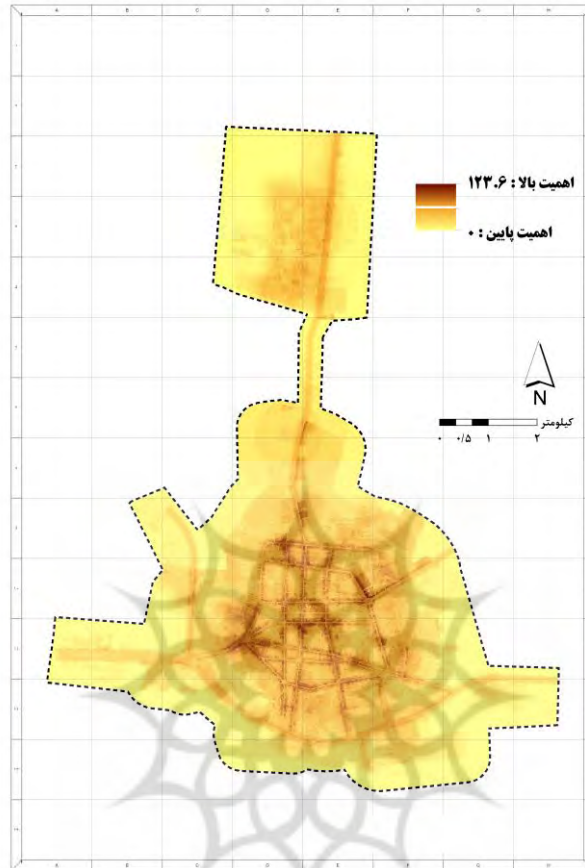 A B C D E F G H
اهمیت بالا : ۱۲۳.۶
اهمیت پایین : ۰
N
کیلومتر
۰ ۰/۵ ۱ ۲
A B C D E F G H